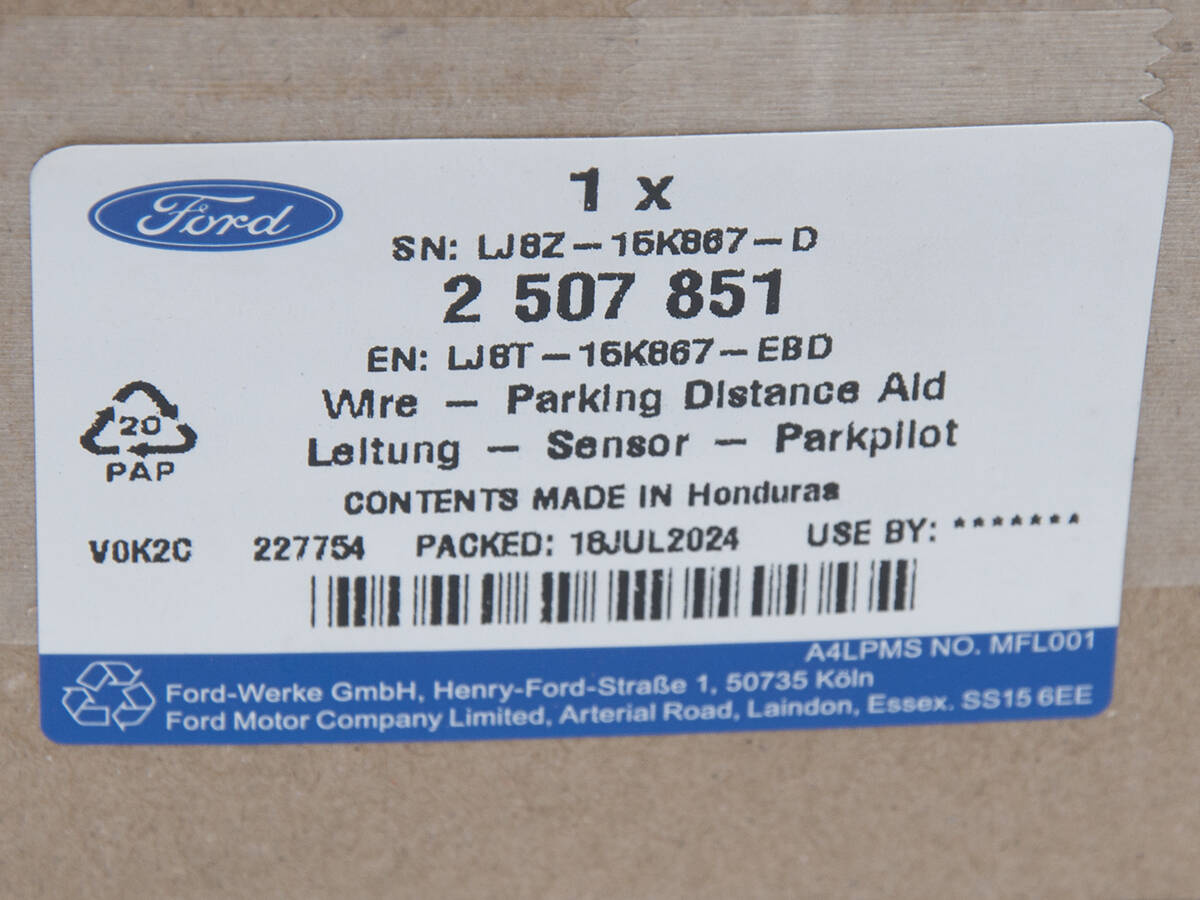 Ford
1 x
SN: LJ8Z-15K867-D
2 507 851
EN: LJ8T-15K867-EBD
Wire - Parking Distance Aid
Leitung - Sensor - Parkpilot
20
PAP
CONTENTS MADE IN Honduras
V0K2C 227754 PACKED: 18JUL2024 USE BY: *******
A4LPMS NO. MFL001
Ford-Werke GmbH, Henry-Ford-Straße 1, 50735 Köln
Ford Motor Company Limited, Arterial Road, Laindon, Essex. SS15 6EE